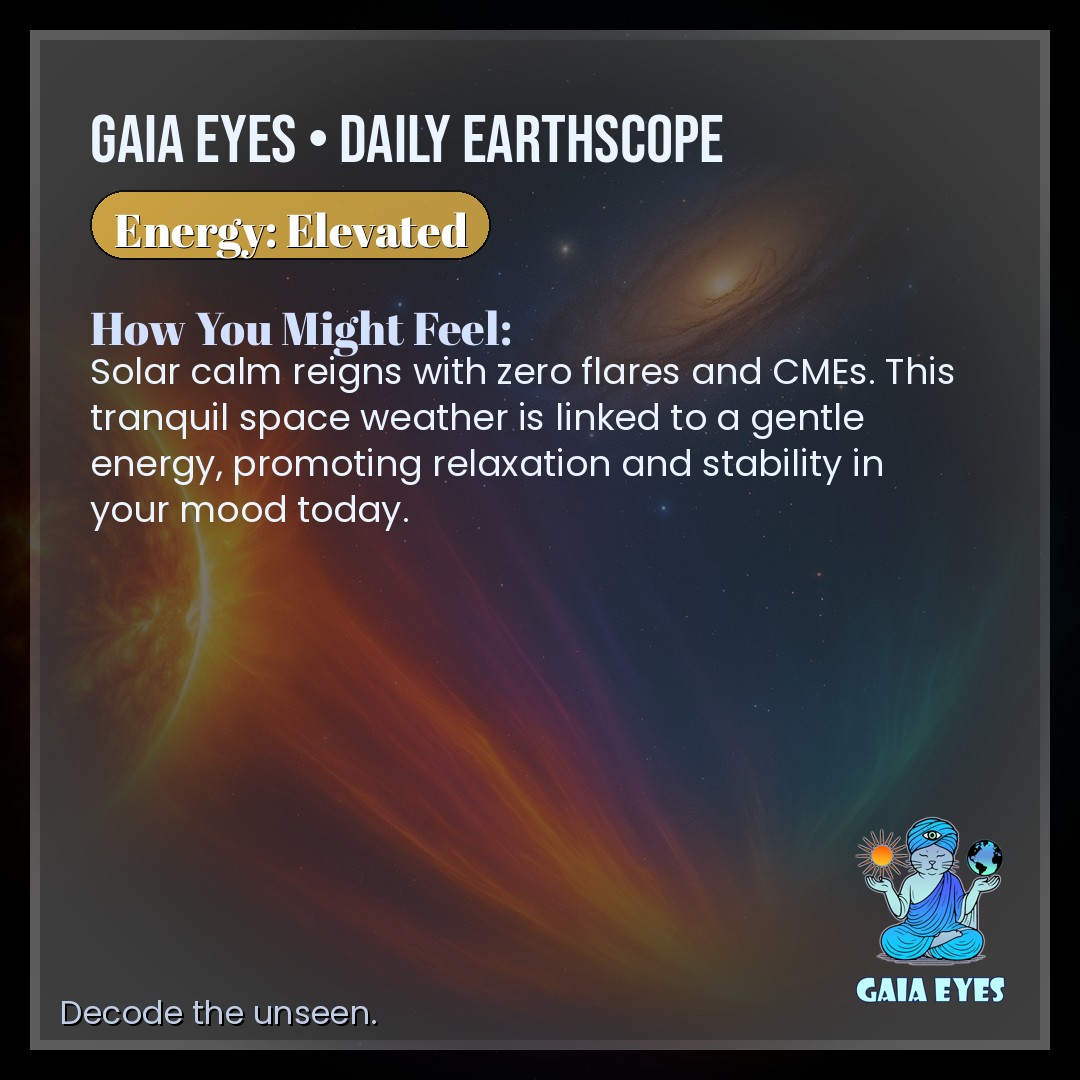 GAIA EYES • DAILY EARTHSCOPE
Energy: Elevated
How You Might Feel:
Solar calm reigns with zero flares and CMEs. This
tranquil space weather is linked to a gentle
energy, promoting relaxation and stability in
your mood today.
GAIA EYES
Decode the unseen.